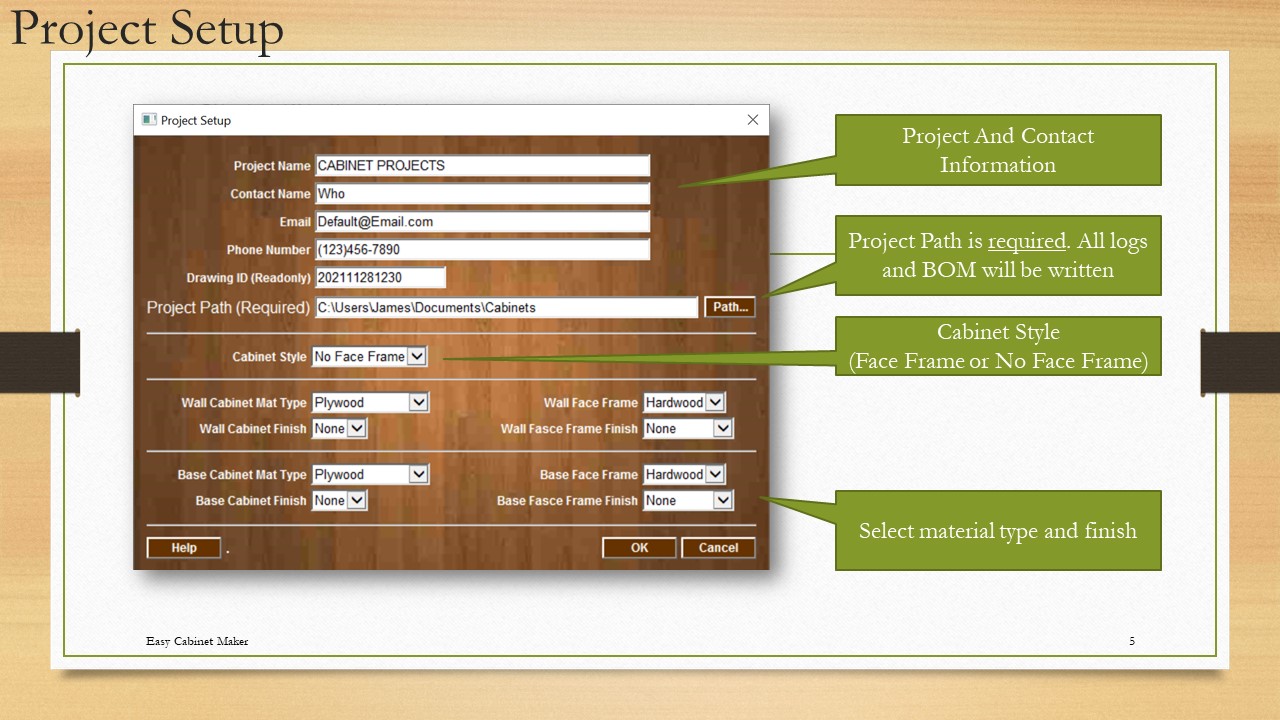 Project Setup
Project Setup
Project Name CABINET PROJECTS
Contact Name Who
Email Default@Email.com
Phone Number (123)456-7890
Drawing ID (Readonly) 202111281230
Project Path (Required) C:\Users\James\Documents\Cabinets Path...
Cabinet Style No Face Frame
Wall Cabinet Mat Type Plywood Wall Face Frame Hardwood
Wall Cabinet Finish None Wall Fasce Frame Finish None
Base Cabinet Mat Type Plywood Base Face Frame Hardwood
Base Cabinet Finish None Base Fasce Frame Finish None
Help . OK Cancel
Project And Contact
Information
Project Path is required. All logs
and BOM will be written
Cabinet Style
(Face Frame or No Face Frame)
Select material type and finish
Easy Cabinet Maker
5